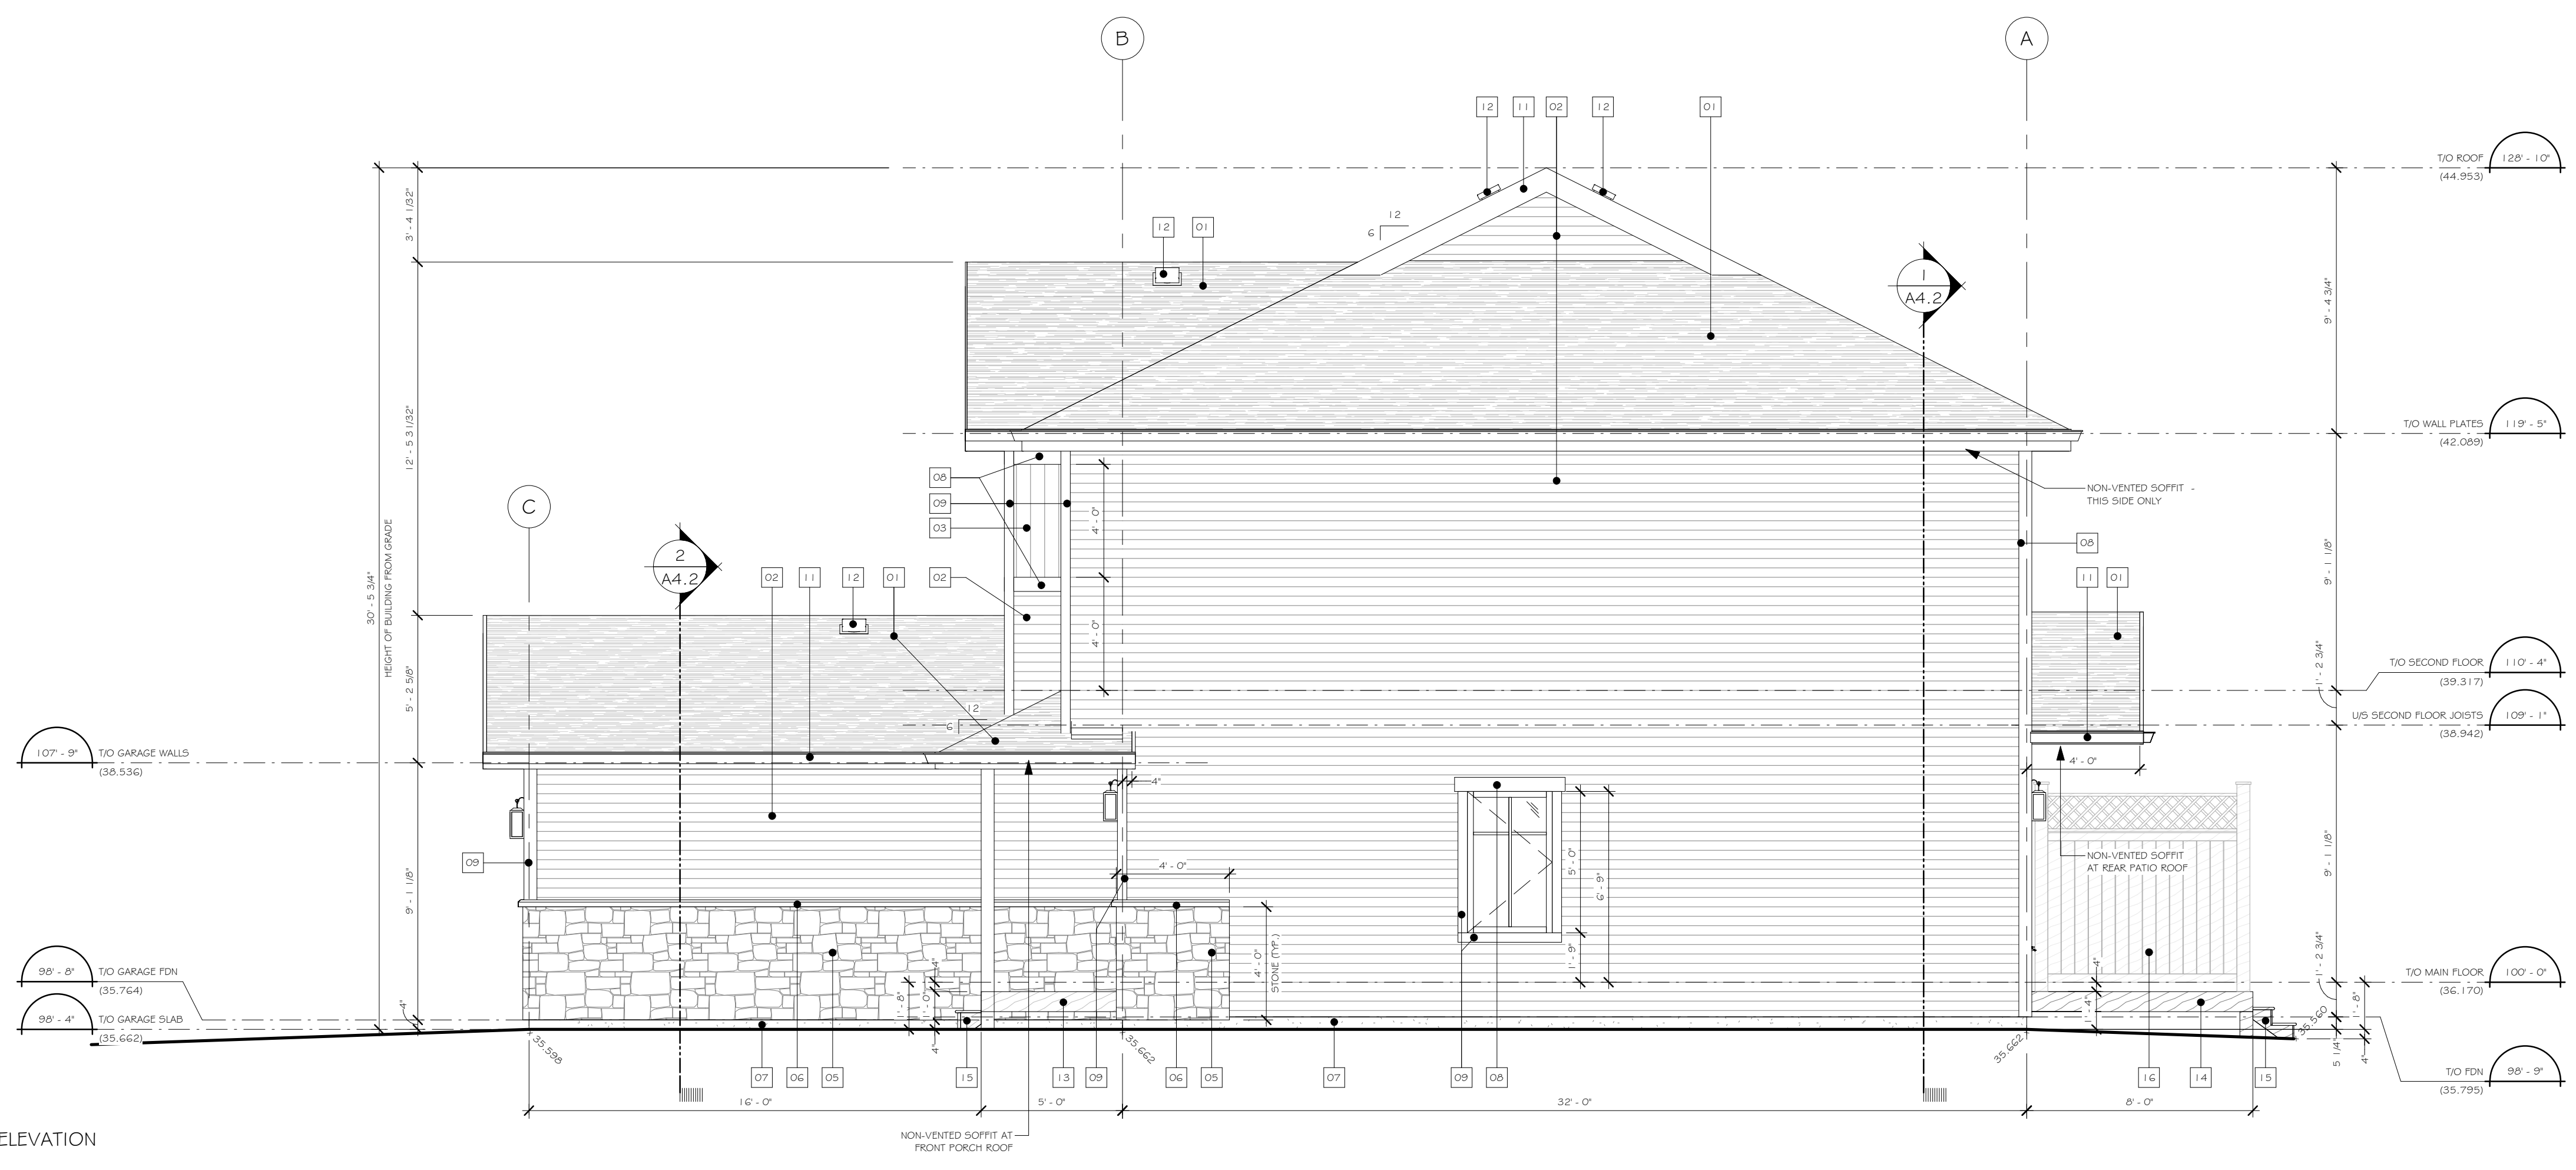 B
A
12
11
02
12
01
T/O ROOF
128' - 10"
(44.953)
3' - 4 1/32"
12
01
12
6
1
A4.2
9' - 4 3/4"
T/O WALL PLATES
119' - 5"
(42.089)
12' - 5 31/32"
08
09
03
02
4' - 0"
4' - 0"
NON-VENTED SOFFIT -
THIS SIDE ONLY
C
2
A4.2
02
11
12
01
08
11
01
9' - 1 1/8"
30' - 5 3/4"
HEIGHT OF BUILDING FROM GRADE
5' - 2 5/8"
12
6
1' - 2 3/4"
T/O SECOND FLOOR
110' - 4"
(39.317)
U/S SECOND FLOOR JOISTS
109' - 1"
(38.942)
107' - 9"
T/O GARAGE WALLS
(38.536)
4"
4' - 0"
09
4' - 0"
5' - 0"
6' - 9"
1' - 9"
NON-VENTED SOFFIT
AT REAR PATIO ROOF
9' - 1 1/8"
9' - 1 1/8"
4' - 0"
STONE (TYP.)
98' - 8"
T/O GARAGE FDN
(35.764)
98' - 4"
T/O GARAGE SLAB
(35.662)
4"
4"
4"
4"
1' - 4"
1' - 2 3/4"
T/O MAIN FLOOR
100' - 0"
(36.170)
1' - 8"
35.598
35.662
35.662
35.560
5 1/4"
4"
T/O FDN
98' - 9"
(35.795)
07
06
05
15
13
09
06
05
07
09
08
16
14
15
16' - 0"
5' - 0"
32' - 0"
8' - 0"
NON-VENTED SOFFIT AT
FRONT PORCH ROOF
ELEVATION